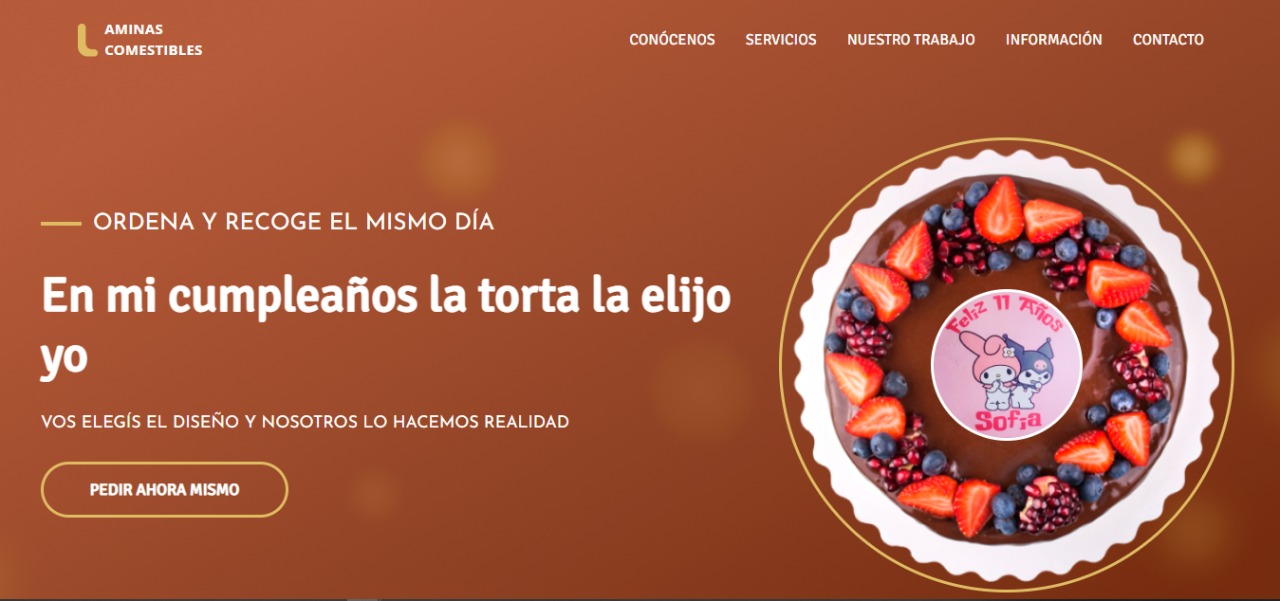 L AMINAS
COMESTIBLES
CONÓCENOS SERVICIOS NUESTRO TRABAJO INFORMACIÓN CONTACTO
ORDENA Y RECOGE EL MISMO DÍA
En mi cumpleaños la torta la elijo
yo
VOS ELEGÍS EL DISEÑO Y NOSOTROS LO HACEMOS REALIDAD
PEDIR AHORA MISMO
Feliz 11 Años
Sofia